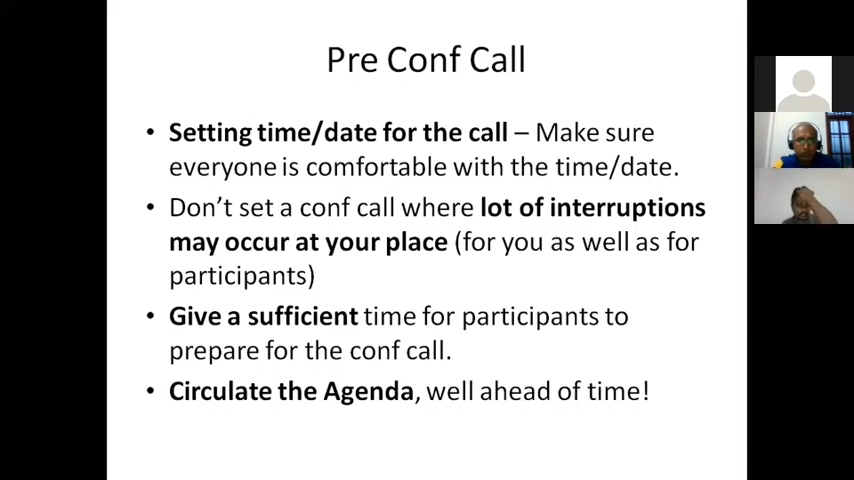 Pre Conf Call
• Setting time/date for the call – Make sure
everyone is comfortable with the time/date.
• Don’t set a conf call where lot of interruptions
may occur at your place (for you as well as for
participants)
• Give a sufficient time for participants to
prepare for the conf call.
• Circulate the Agenda, well ahead of time!